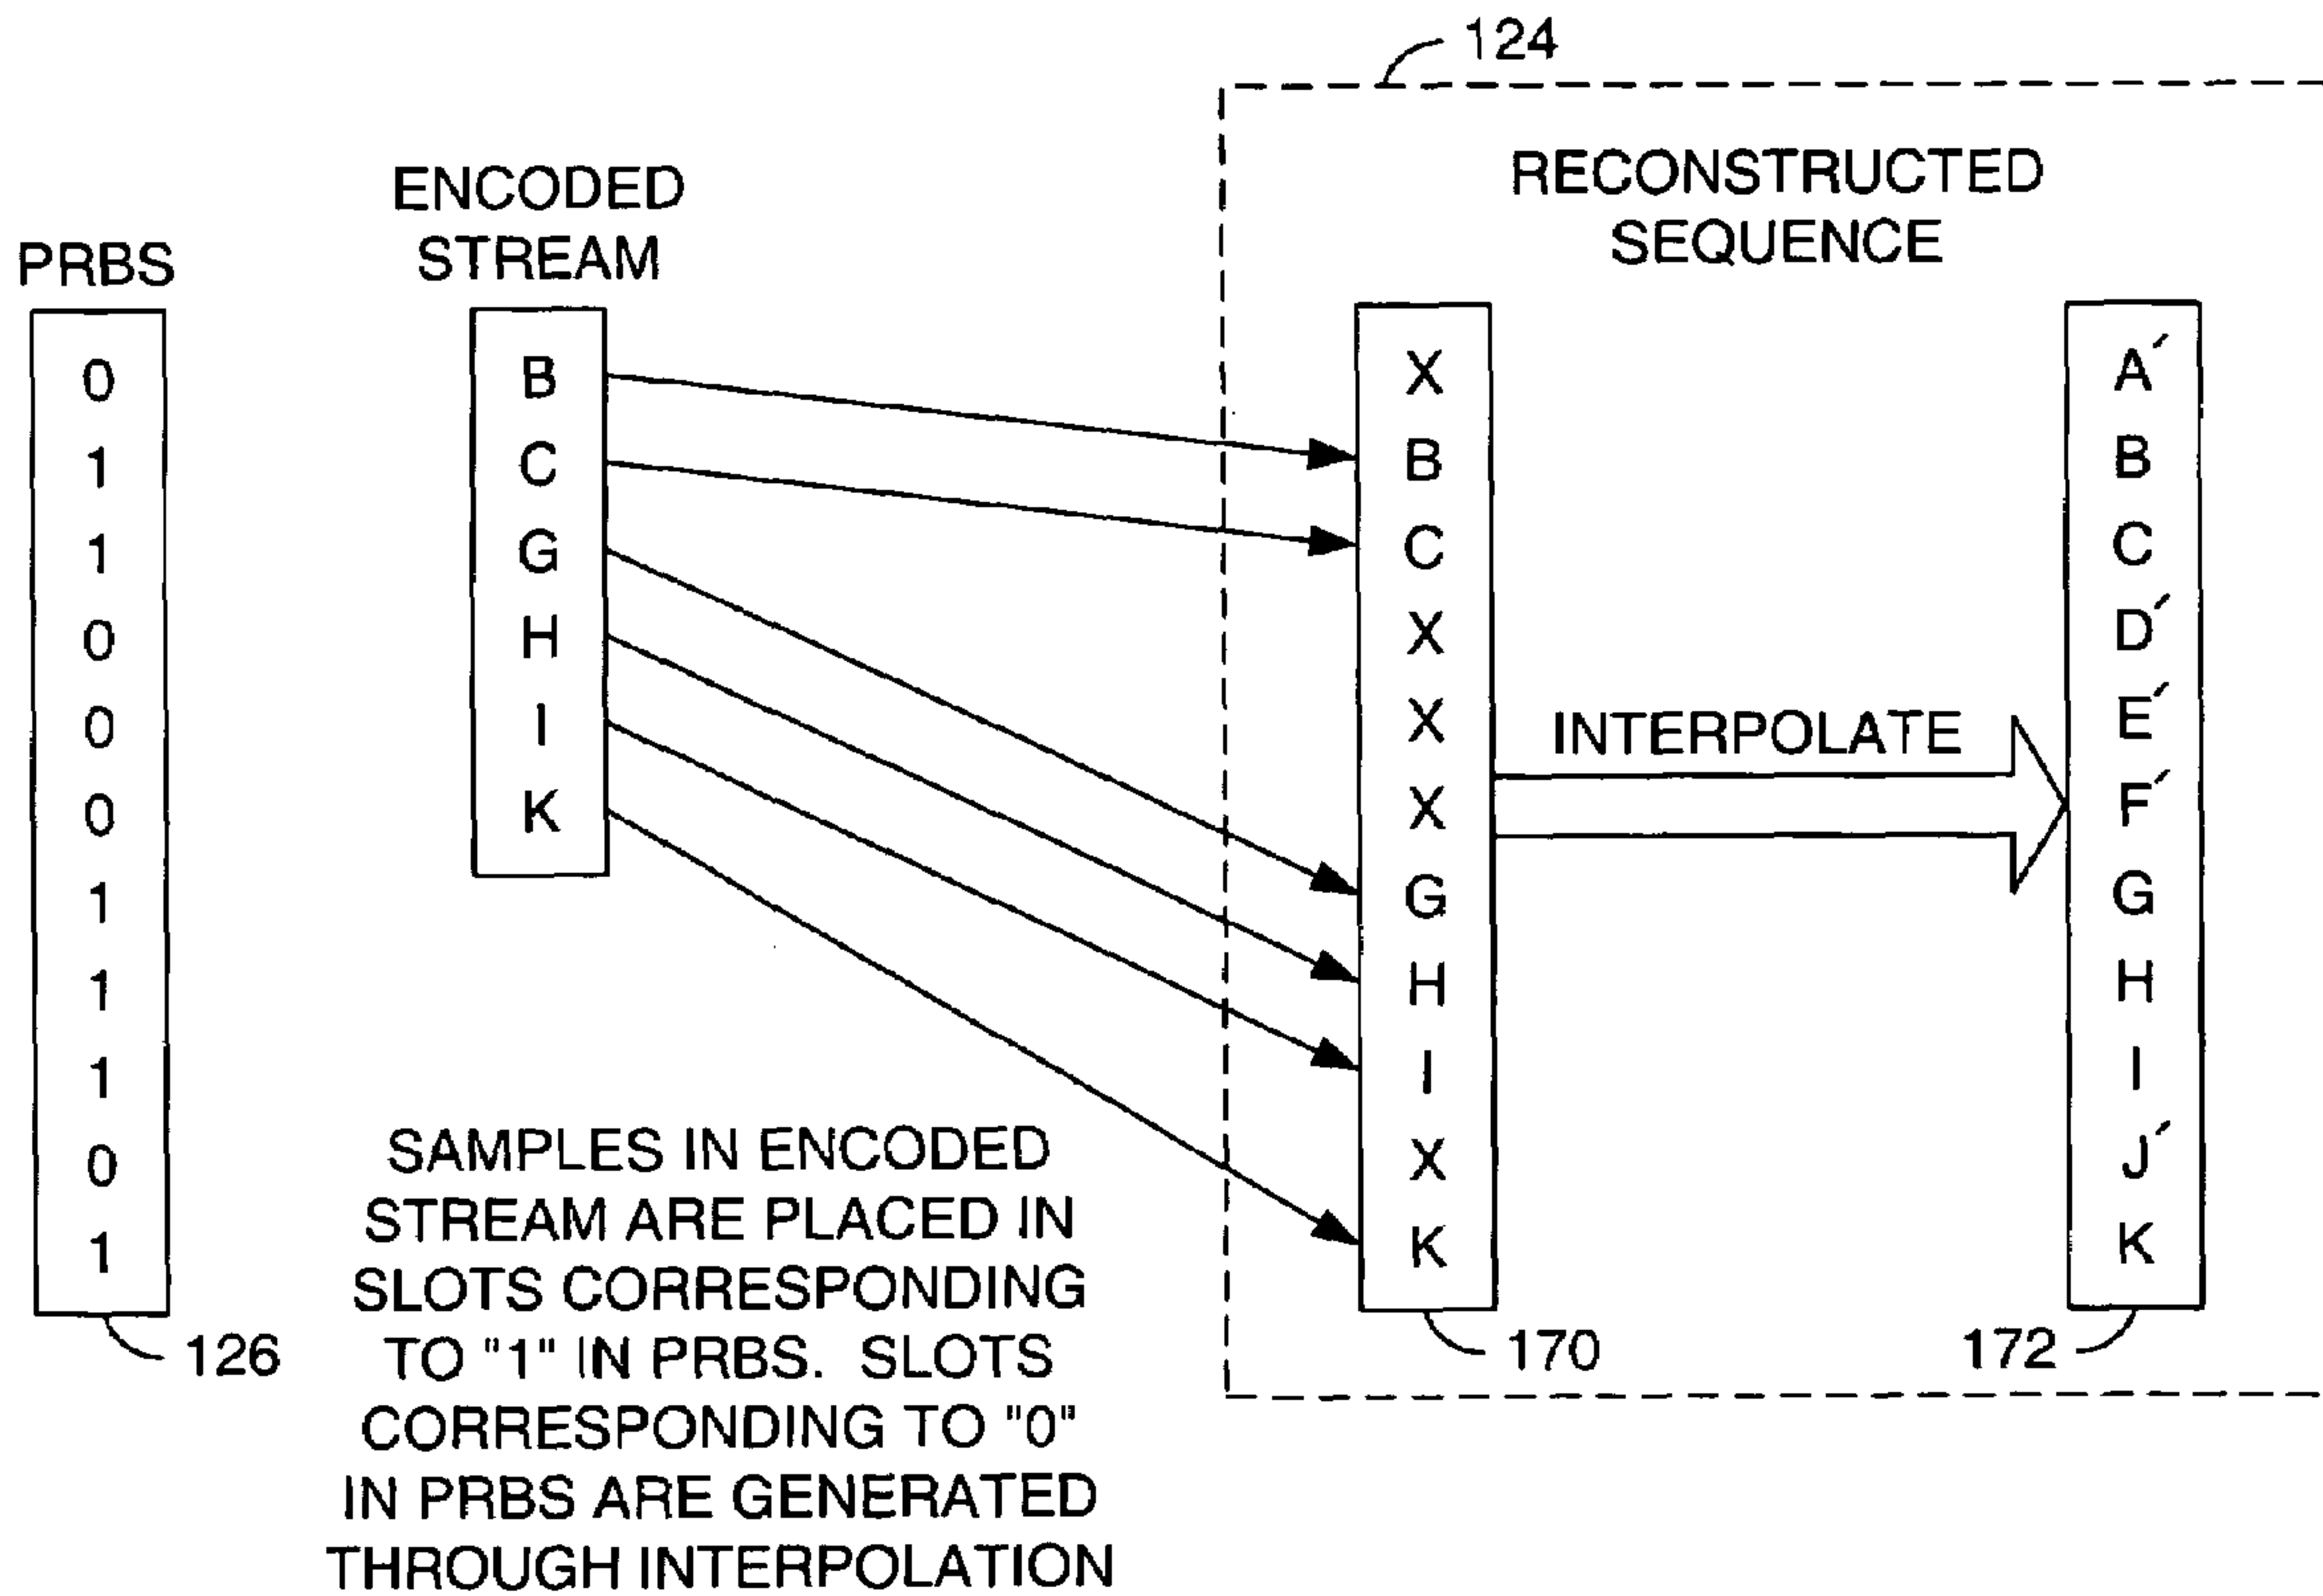 124
RECONSTRUCTED
SEQUENCE
ENCODED
STREAM
PRBS
0
1
1
0
0
0
1
1
1
0
1
126
B
C
G
H
I
K
X
B
C
X
X
X
G
H
I
X
K
170
INTERPOLATE
A′
B
C
D′
E′
F′
G
H
I
J′
K
172
SAMPLES IN ENCODED
STREAM ARE PLACED IN
SLOTS CORRESPONDING
TO "1" IN PRBS. SLOTS
CORRESPONDING TO "0"
IN PRBS ARE GENERATED
THROUGH INTERPOLATION